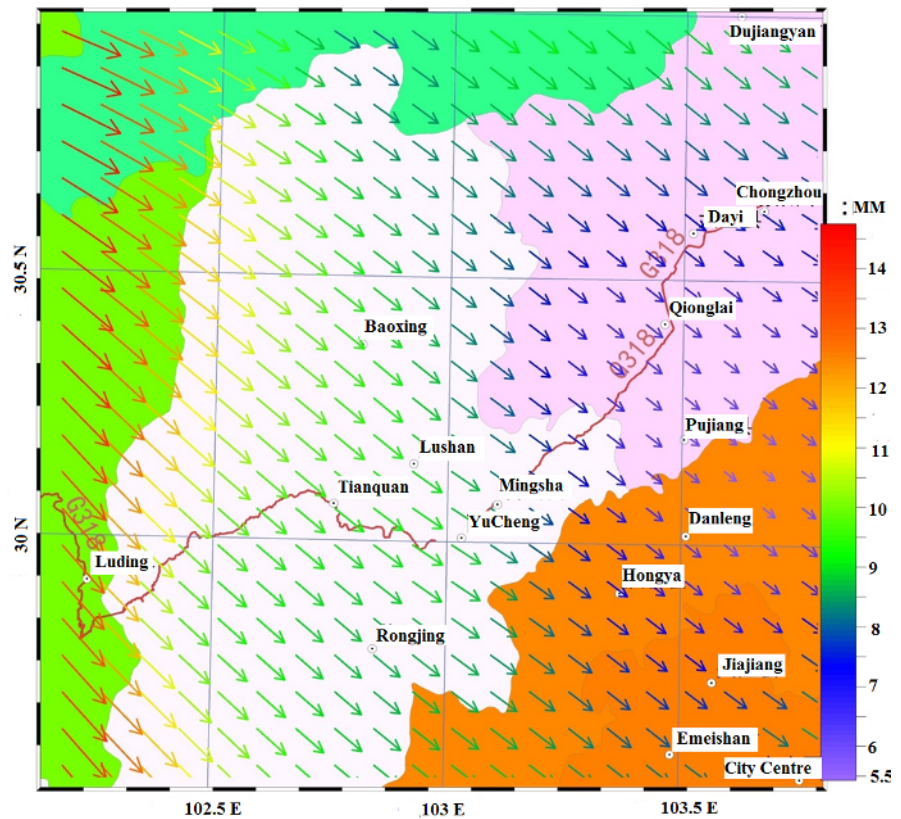 Dujiangyan
Chongzhou
Dayi
: MM
G318
30.5 N
14
Qionglai
13
Baoxing
G318
12
Pujiang
11
Lushan
Tianquan
Mingsha
10
G318
YuCheng
Danleng
30 N
9
Luding
Hongya
8
Rongjing
Jiajiang
7
Emeishan
6
City Centre
5.5
102.5 E
103 E
103.5 E